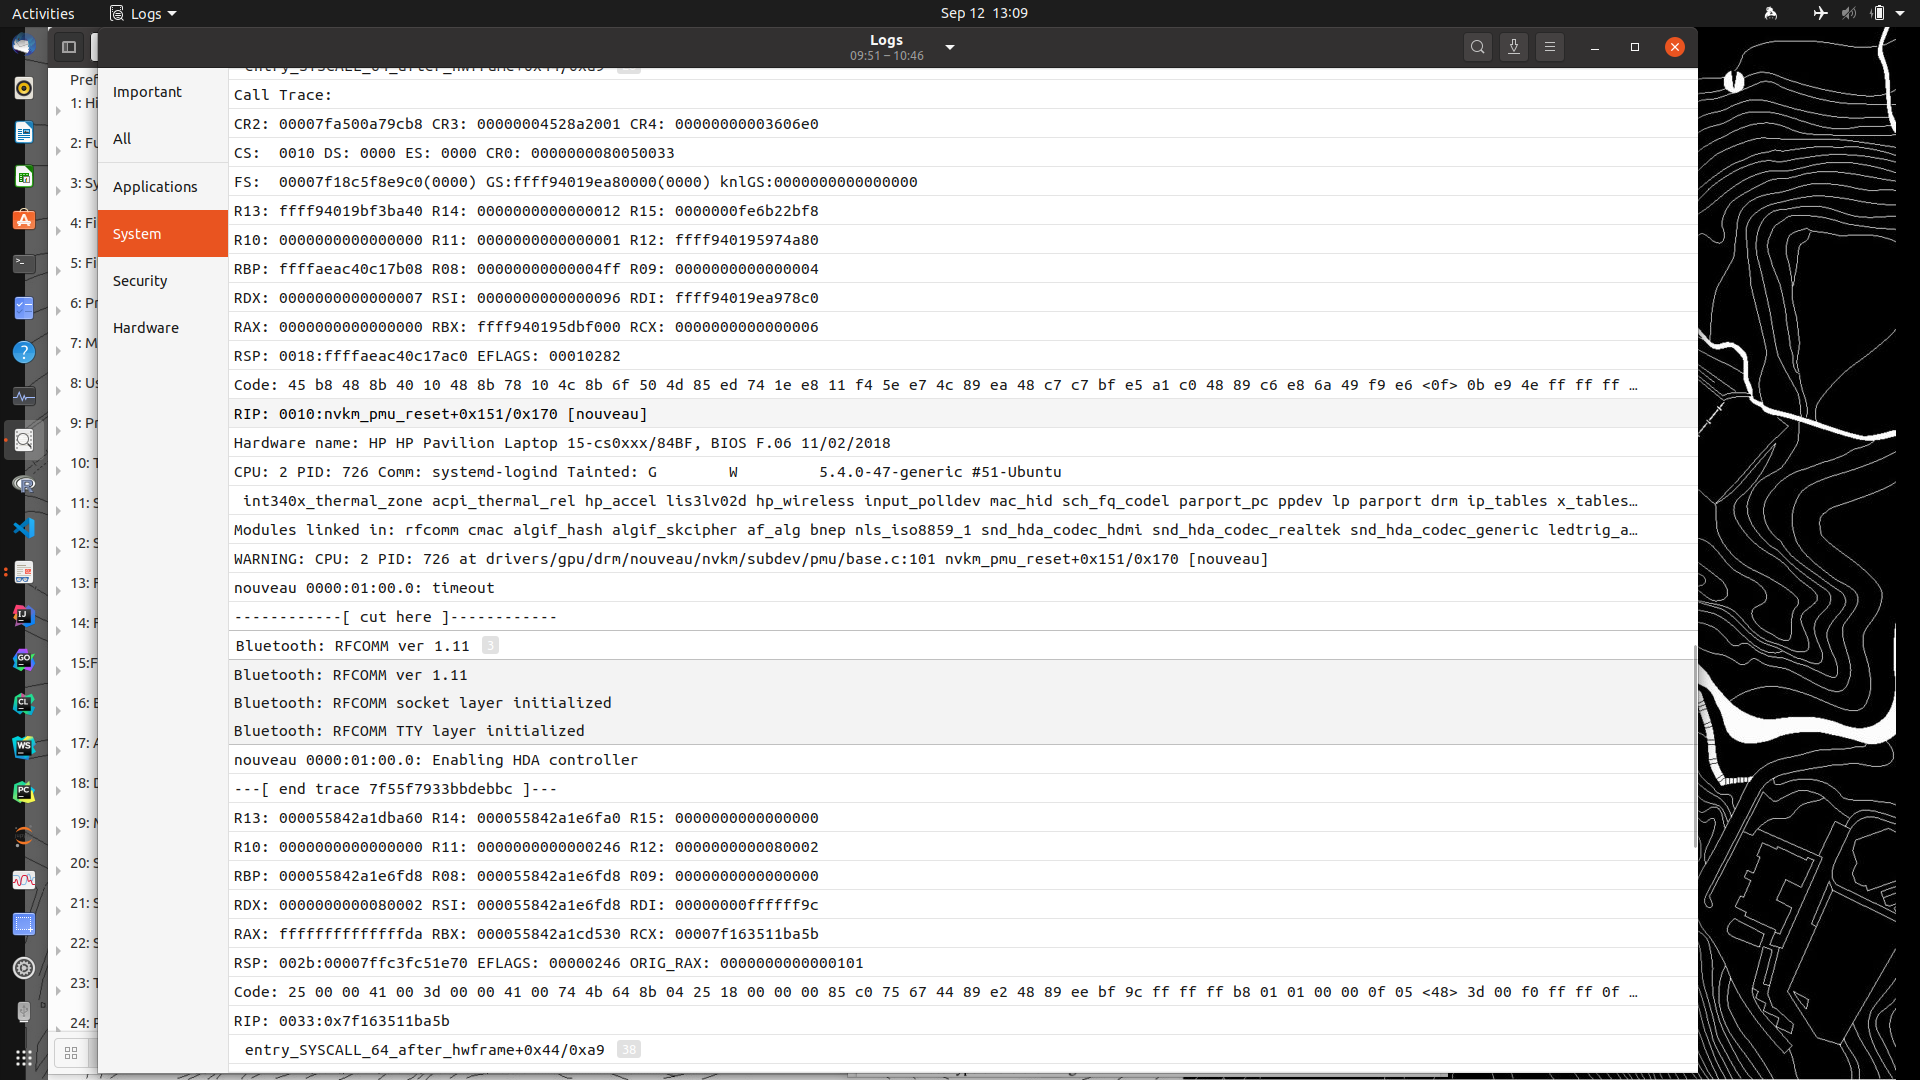 Activities
Logs
Sep 12 13:09
Logs
09:51 – 10:46
Important
All
Applications
System
Security
Hardware
Pref
1: Hi
2: Fu
3: Sy
4: Fi
5: Fi
6: Pr
7: M
8: Us
9: Pr
10: T
11: S
12: S
13: F
14: F
15:F
16: E
17: A
18: D
19: M
20: S
21: S
22: S
23: T
24: F
entry_SYSCALL_64_after_hwframe+0x44/0xa9
Call Trace:
CR2: 00007fa500a79cb8 CR3: 00000004528a2001 CR4: 00000000003606e0
CS:  0010 DS: 0000 ES: 0000 CR0: 0000000080050033
FS:  00007f18c5f8e9c0(0000) GS:ffff94019ea80000(0000) knlGS:0000000000000000
R13: ffff94019bf3ba40 R14: 0000000000000012 R15: 0000000fe6b22bf8
R10: 0000000000000000 R11: 0000000000000001 R12: ffff940195974a80
RBP: ffffaeac40c17b08 R08: 00000000000004ff R09: 0000000000000004
RDX: 0000000000000007 RSI: 0000000000000096 RDI: ffff94019ea978c0
RAX: 0000000000000000 RBX: ffff940195dbf000 RCX: 0000000000000006
RSP: 0018:ffffaeac40c17ac0 EFLAGS: 00010282
Code: 45 b8 48 8b 40 10 48 8b 78 10 4c 8b 6f 50 4d 85 ed 74 1e e8 11 f4 5e e7 4c 89 ea 48 c7 c7 bf e5 a1 c0 48 89 c6 e8 6a 49 f9 e6 <0f> 0b e9 4e ff ff ff …
RIP: 0010:nvkm_pmu_reset+0x151/0x170 [nouveau]
Hardware name: HP HP Pavilion Laptop 15-cs0xxx/84BF, BIOS F.06 11/02/2018
CPU: 2 PID: 726 Comm: systemd-logind Tainted: G        W         5.4.0-47-generic #51-Ubuntu
int340x_thermal_zone acpi_thermal_rel hp_accel lis3lv02d hp_wireless input_polldev mac_hid sch_fq_codel parport_pc ppdev lp parport drm ip_tables x_tables…
Modules linked in: rfcomm cmac algif_hash algif_skcipher af_alg bnep nls_iso8859_1 snd_hda_codec_hdmi snd_hda_codec_realtek snd_hda_codec_generic ledtrig_a…
WARNING: CPU: 2 PID: 726 at drivers/gpu/drm/nouveau/nvkm/subdev/pmu/base.c:101 nvkm_pmu_reset+0x151/0x170 [nouveau]
nouveau 0000:01:00.0: timeout
------------[ cut here ]------------
Bluetooth: RFCOMM ver 1.11 3
Bluetooth: RFCOMM ver 1.11
Bluetooth: RFCOMM socket layer initialized
Bluetooth: RFCOMM TTY layer initialized
nouveau 0000:01:00.0: Enabling HDA controller
---[ end trace 7f55f7933bbdebbc ]---
R13: 000055842a1dba60 R14: 000055842a1e6fa0 R15: 0000000000000000
R10: 0000000000000000 R11: 0000000000000246 R12: 0000000000080002
RBP: 000055842a1e6fd8 R08: 000055842a1e6fd8 R09: 0000000000000000
RDX: 0000000000080002 RSI: 000055842a1e6fd8 RDI: 00000000ffffff9c
RAX: ffffffffffffffda RBX: 000055842a1cd530 RCX: 00007f163511ba5b
RSP: 002b:00007ffc3fc51e70 EFLAGS: 00000246 ORIG_RAX: 0000000000000101
Code: 25 00 00 41 00 3d 00 00 41 00 74 4b 64 8b 04 25 18 00 00 00 85 c0 75 67 44 89 e2 48 89 ee bf 9c ff ff ff b8 01 01 00 00 0f 05 <48> 3d 00 f0 ff ff 0f …
RIP: 0033:0x7f163511ba5b
entry_SYSCALL_64_after_hwframe+0x44/0xa9 38